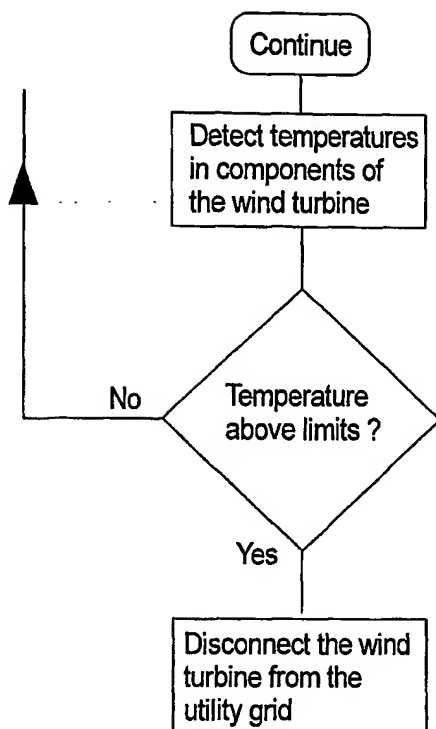 Continue
Detect temperatures
in components of
the wind turbine
No
Temperature
above limits ?
Yes
Disconnect the wind
turbine from the
utility grid